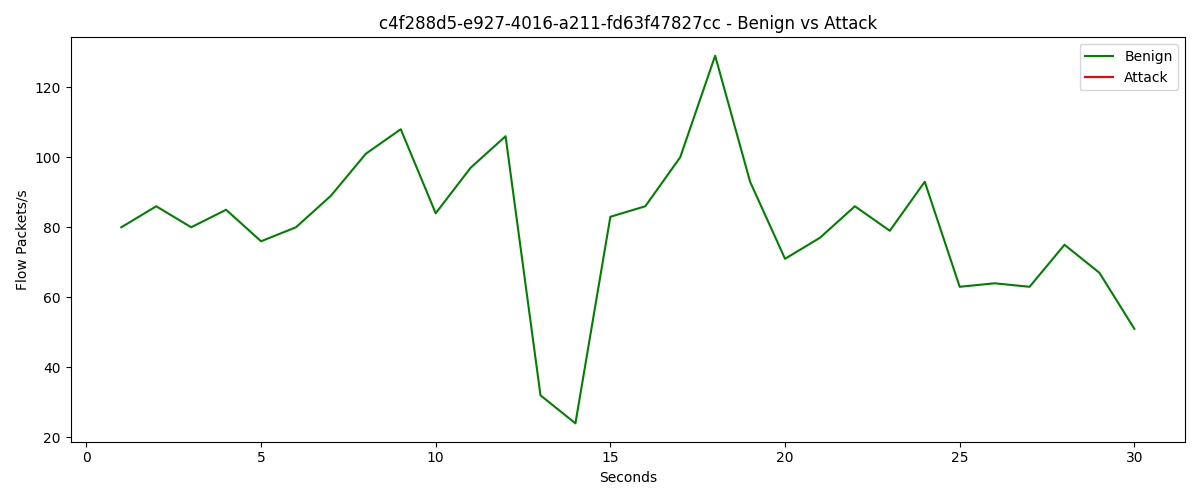 c4f288d5-e927-4016-a211-fd63f47827cc - Benign vs Attack
Benign
Attack
Flow Packets/s
120
100
80
60
40
20
0 5 10 15 20 25 30
Seconds